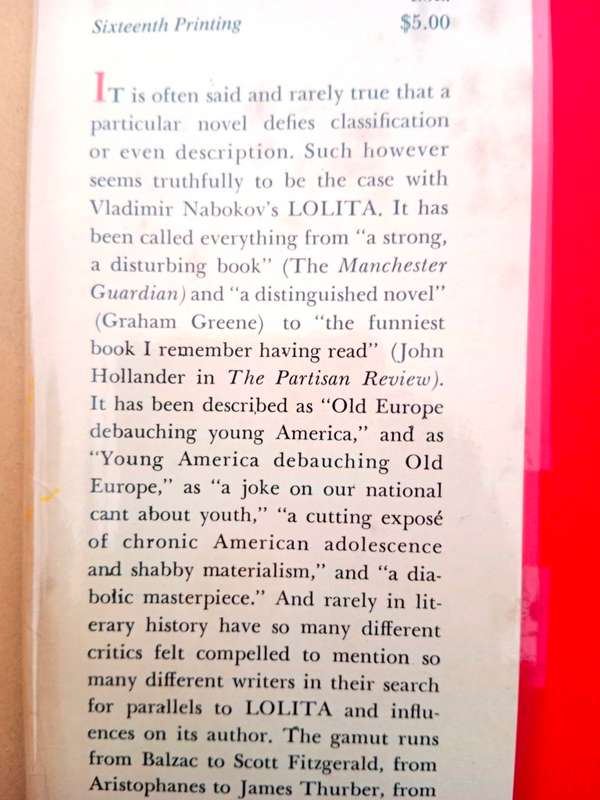 Sixteenth Printing $5.00
IT is often said and rarely true that a
particular novel defies classification
or even description. Such however
seems truthfully to be the case with
Vladimir Nabokov's LOLITA. It has
been called everything from "a strong,
a disturbing book" (The Manchester
Guardian) and "a distinguished novel"
(Graham Greene) to "the funniest
book I remember having read" (John
Hollander in The Partisan Review).
It has been described as "Old Europe
debauching young America," and as
"Young America debauching Old
Europe," as "a joke on our national
cant about youth," "a cutting exposé
of chronic American adolescence
and shabby materialism," and "a dia-
bolic masterpiece." And rarely in lit-
erary history have so many different
critics felt compelled to mention so
many different writers in their search
for parallels to LOLITA and influ-
ences on its author. The gamut runs
from Balzac to Scott Fitzgerald, from
Aristophanes to James Thurber, from